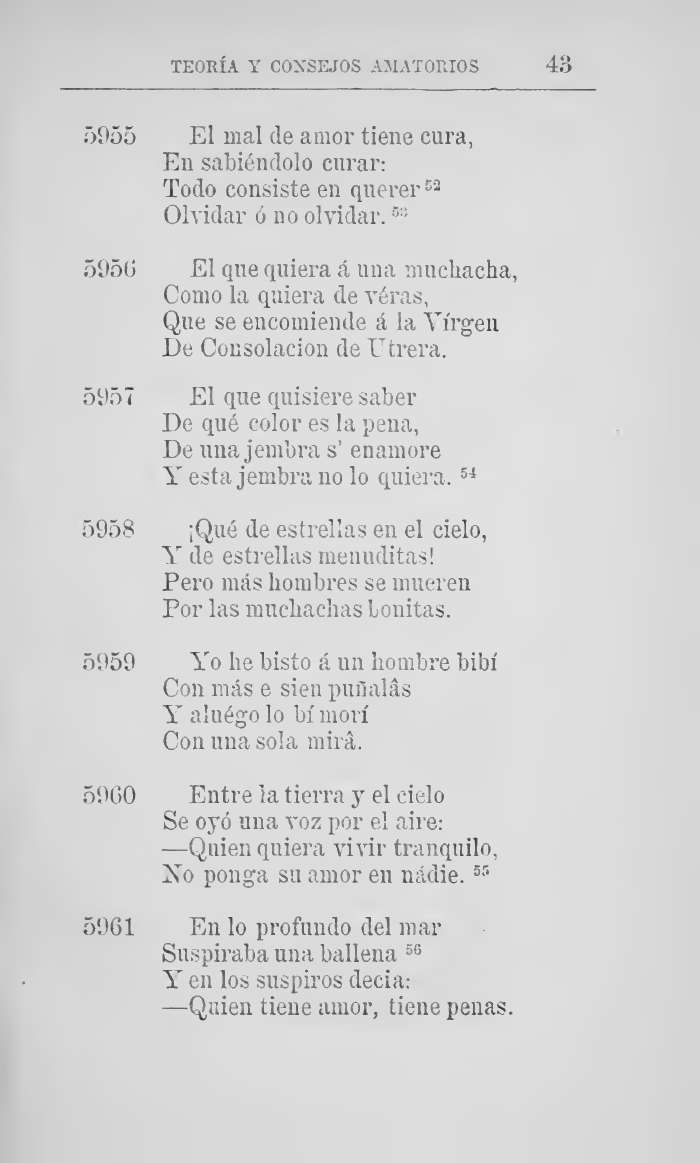 TEORÍA Y CONSEJOS AMATORIOS 43
5955 El mal de amor tiene cura,
En sabiéndolo curar:
Todo consiste en querer 52
Olvidar ó no olvidar. 53
5956 El que quiera á una muchacha,
Como la quiera de véras,
Que se encomiende á la Vírgen
De Consolacion de Utrera.
5957 El que quisiere saber
De qué color es la pena,
De una jembra s' enamore
Y esta jembra no lo quiera. 54
5958 ¡Qué de estrellas en el cielo,
Y de estrellas menuditas!
Pero más hombres se mueren
Por las muchachas bonitas.
5959 Yo he bisto á un hombre bibí
Con más e sien puñalâs
Y aluégo lo bí morí
Con una sola mirâ.
5960 Entre la tierra y el cielo
Se oyó una voz por el aire:
—Quien quiera vivir tranquilo,
No ponga su amor en nádie. 55
5961 En lo profundo del mar
Suspiraba una ballena 56
Y en los suspiros decia:
—Quien tiene amor, tiene penas.